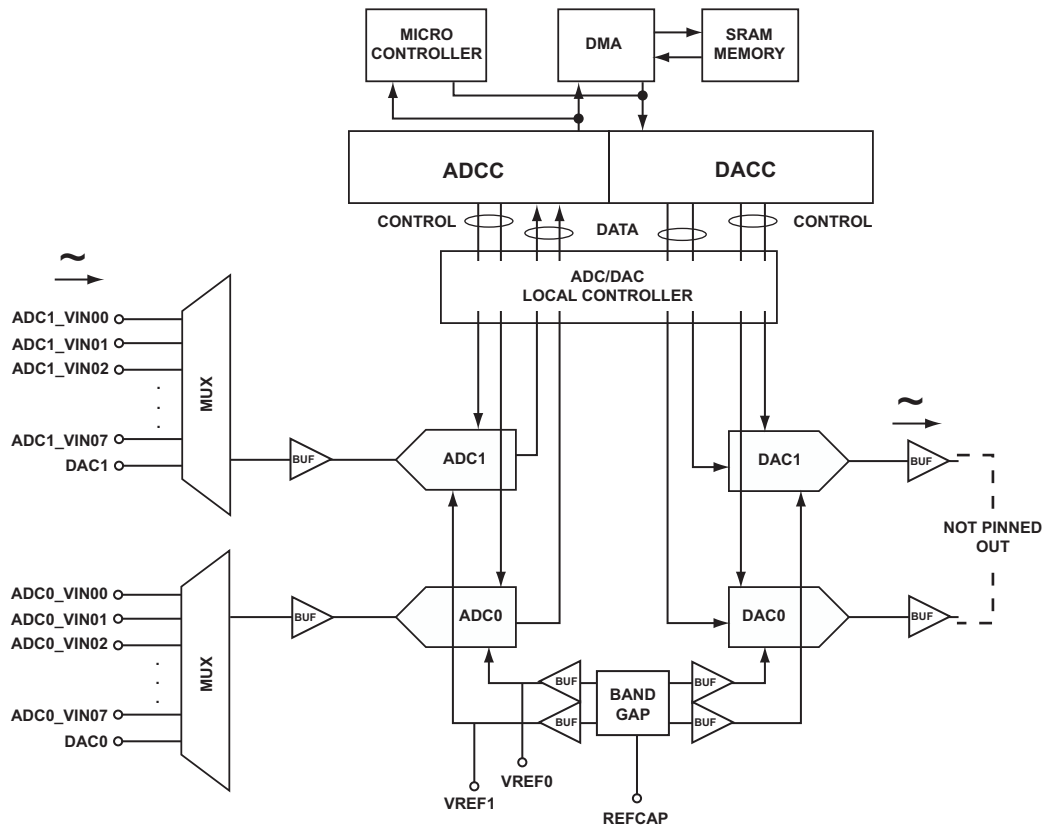 MICRO
CONTROLLER
DMA
SRAM
MEMORY
ADCC
DACC
CONTROL
DATA
CONTROL
ADC/DAC
LOCAL CONTROLLER
~
ADC1_VIN00
ADC1_VIN01
ADC1_VIN02
.
.
.
ADC1_VIN07
DAC1
MUX
BUF
ADC1
DAC1
~
BUF
NOT PINNED
OUT
ADC0_VIN00
ADC0_VIN01
ADC0_VIN02
.
.
.
ADC0_VIN07
DAC0
MUX
BUF
ADC0
DAC0
BUF
BUF
BUF
BAND
GAP
BUF
BUF
VREF0
VREF1
REFCAP